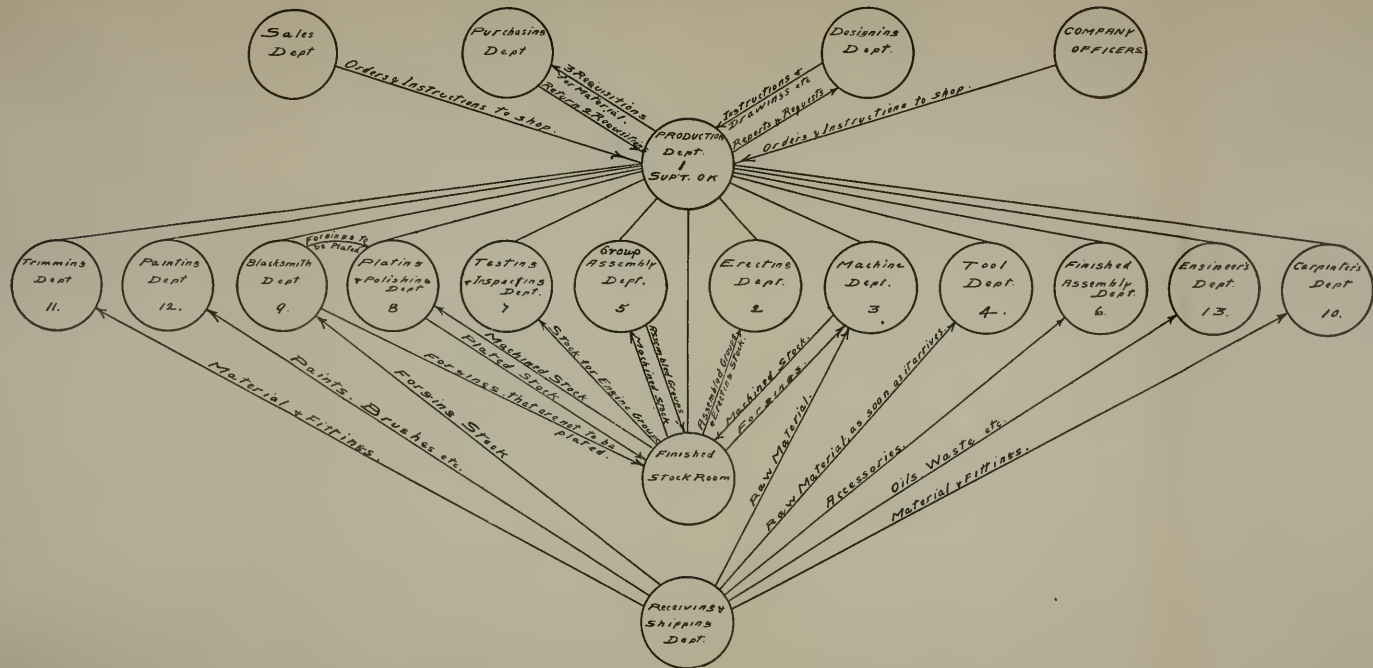 Sales
Dept
Purchasing
Dept
Designing
Dept.
COMPANY
OFFICERS.
Orders & Instructions to shop.
3 Requisitions
for Material.
Return & Requisitions
Instructions &
Drawings etc
Reports & Requests
Orders & Instructions to shop.
PRODUCTION
Dept.
1
SUP'T. OK
Forgings to
be Plated
Trimming
Dept
11.
Painting
Dept
12.
Blacksmith
Dept
9.
Plating
& Polishing
Dept
8
Testing
& Inspecting
Dept.
7
Group
Assembly
Dept.
5
Erecting
Dept.
2
Machine
Dept.
3.
Tool
Dept.
4.
Finished
Assembly
Dept.
6.
Engineer's
Dept.
13.
Carpinter's
Dept
10.
Material & Fittings.
Paints. Brushes etc.
Forging Stock
Forgings that are not to be
plated.
Plated Stock
Machined Stock
Stock for Engine Groups
Machined Stock
Assembled Groups
Assembled Groups
& Erecting Stock.
Machined Stock.
Forgings.
Raw Material.
Raw Material, as soon as it arrives.
Accessories.
Oils. Waste etc.
Material & Fittings.
Finished
Stock Room
Receiving &
Shipping
Dept.